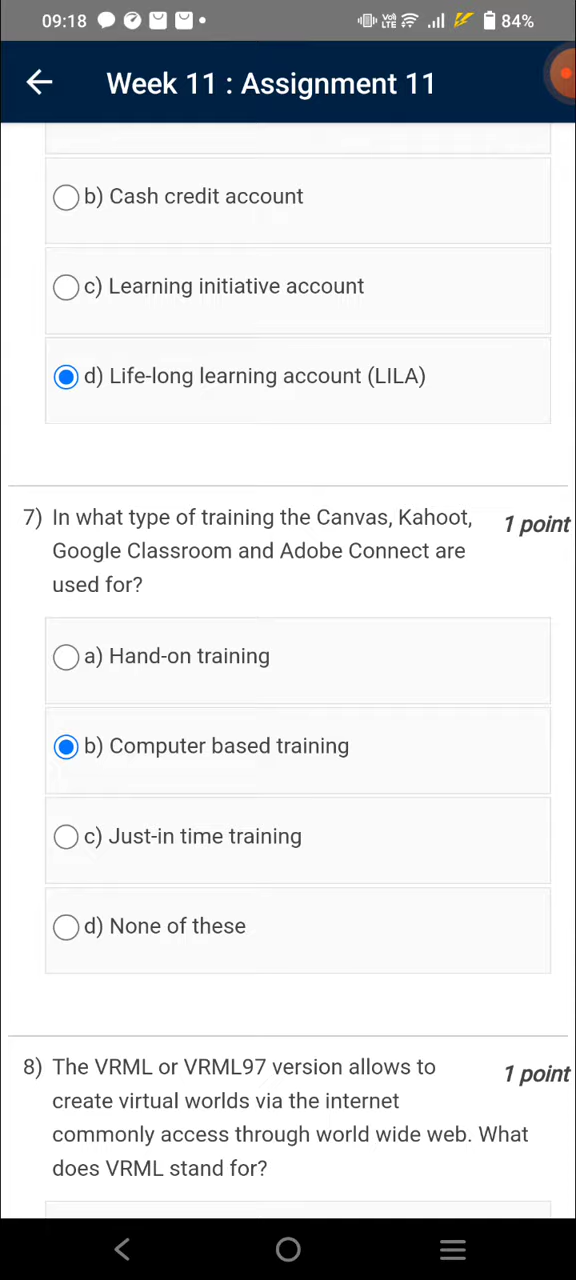 09:18 84%
Vo) LTE
Week 11 : Assignment 11
b) Cash credit account
c) Learning initiative account
d) Life-long learning account (LILA)
7) In what type of training the Canvas, Kahoot, 1 point
Google Classroom and Adobe Connect are
used for?
a) Hand-on training
b) Computer based training
c) Just-in time training
d) None of these
8) The VRML or VRML97 version allows to 1 point
create virtual worlds via the internet
commonly access through world wide web. What
does VRML stand for?